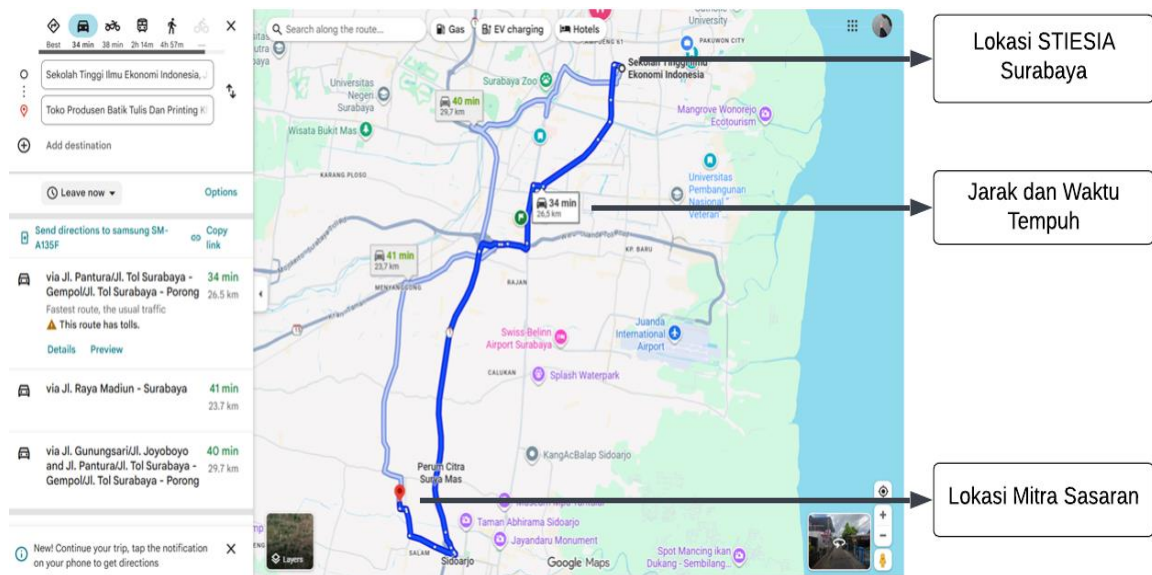 Best
34 min
38 min
2h 14m
4h 57m
Sekolah Tinggi Ilmu Ekonomi Indonesia,
Toko Produsen Batik Tulis Dan Printing
Add destination
Leave now
Options
Send directions to samsung SM-
A135F
Copy
link
via Jl. Pantura/Jl. Tol Surabaya -
Gempol/Jl. Tol Surabaya - Porong
34 min
26.5 km
Fastest route, the usual traffic
This route has tolls.
Details
Preview
via Jl. Raya Madiun - Surabaya
41 min
23.7 km
via Jl. Gunungsari/Jl. Joyoboyo
and Jl. Pantura/Jl. Tol Surabaya -
Gempol/Jl. Tol Surabaya - Porong
40 min
29.7 km
New! Continue your trip, tap the notification
on your phone to get directions
Search along the route...
Gas
EV charging
Hotels
University
PAKUWON CITY
Sekolah Tinggi Ilmu
Ekonomi Indonesia
Surabaya Zoo
Universitas
Negeri
Surabaya
40 min
29,7 km
Mangrove Wonorejo
Ecotourism
Wisata Bukit Mas
KARANG PLOSO
Universitas
Pembangunan
Nasional
Veteran
34 min
26,5 km
41 min
23,7 km
MENYANGGONG
KP. BARU
RAJAN
Juanda
International
Airport
Swiss-Belinn
Airport Surabaya
CALUKAN
Splash Waterpark
KangAcBalap Sidoarjo
Perum Citra
Surya Mas
Taman Abhirama Sidoarjo
Jayandaru Monument
SALAM
Sidoarjo
Layers
Google Maps
Spot Mancing ikan
Dukang - Sembilang...
Lokasi STIESIA
Surabaya
Jarak dan Waktu
Tempuh
Lokasi Mitra Sasaran